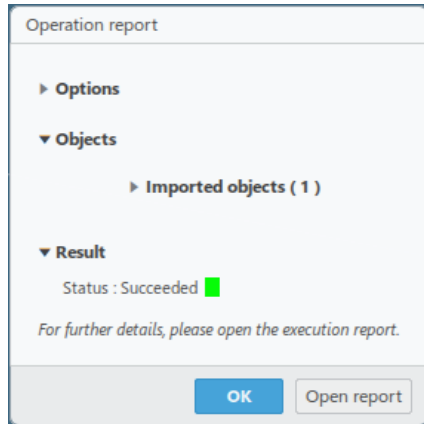 Operation report
Options
Objects
Imported objects ( 1 )
Result
Status : Succeeded
For further details, please open the execution report.
OK
Open report